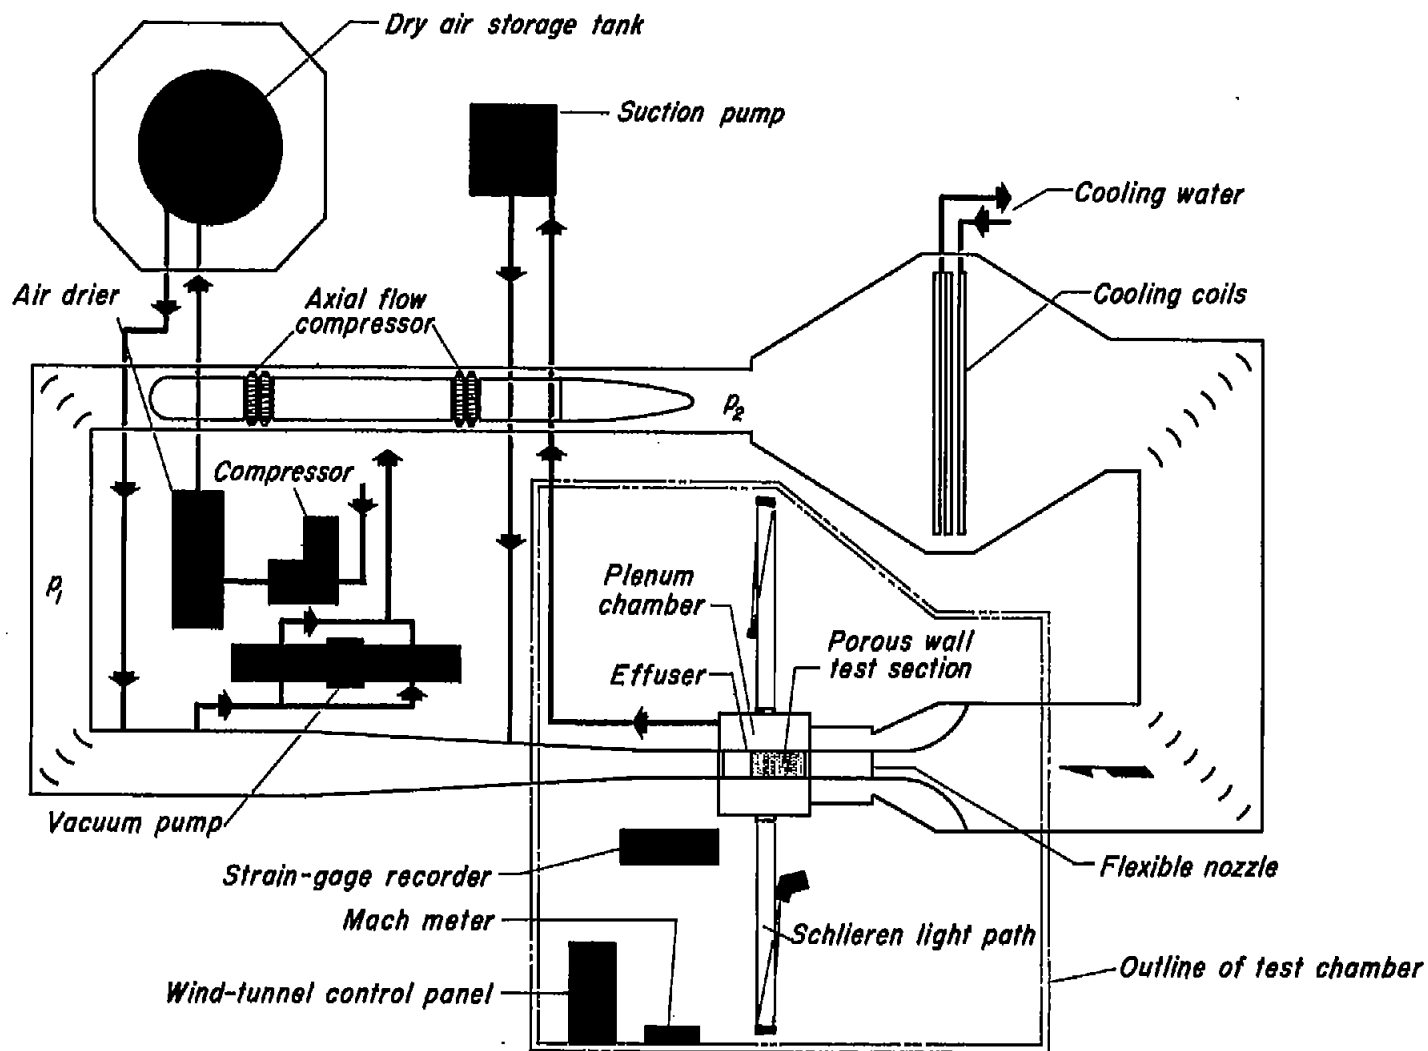 Dry air storage tank
Suction pump
Cooling water
Air drier
Axial flow
compressor
Cooling coils
p2
Compressor
p1
Plenum
chamber
Porous wall
test section
Effuser
Vacuum pump
Strain-gage recorder
Flexible nozzle
Mach meter
Schlieren light path
Wind-tunnel control panel
Outline of test chamber